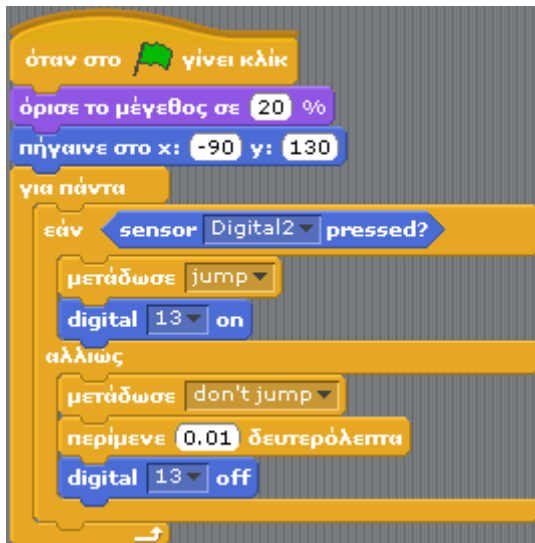 όταν στο γίνει κλίκ
όρισε το μέγεθος σε 20 %
πήγαινε στο x: -90 y: 130
για πάντα
εάν sensor Digital2 pressed?
μετάδωσε jump
digital 13 on
αλλιώς
μετάδωσε don't jump
περίμενε 0.01 δευτερόλεπτα
digital 13 off